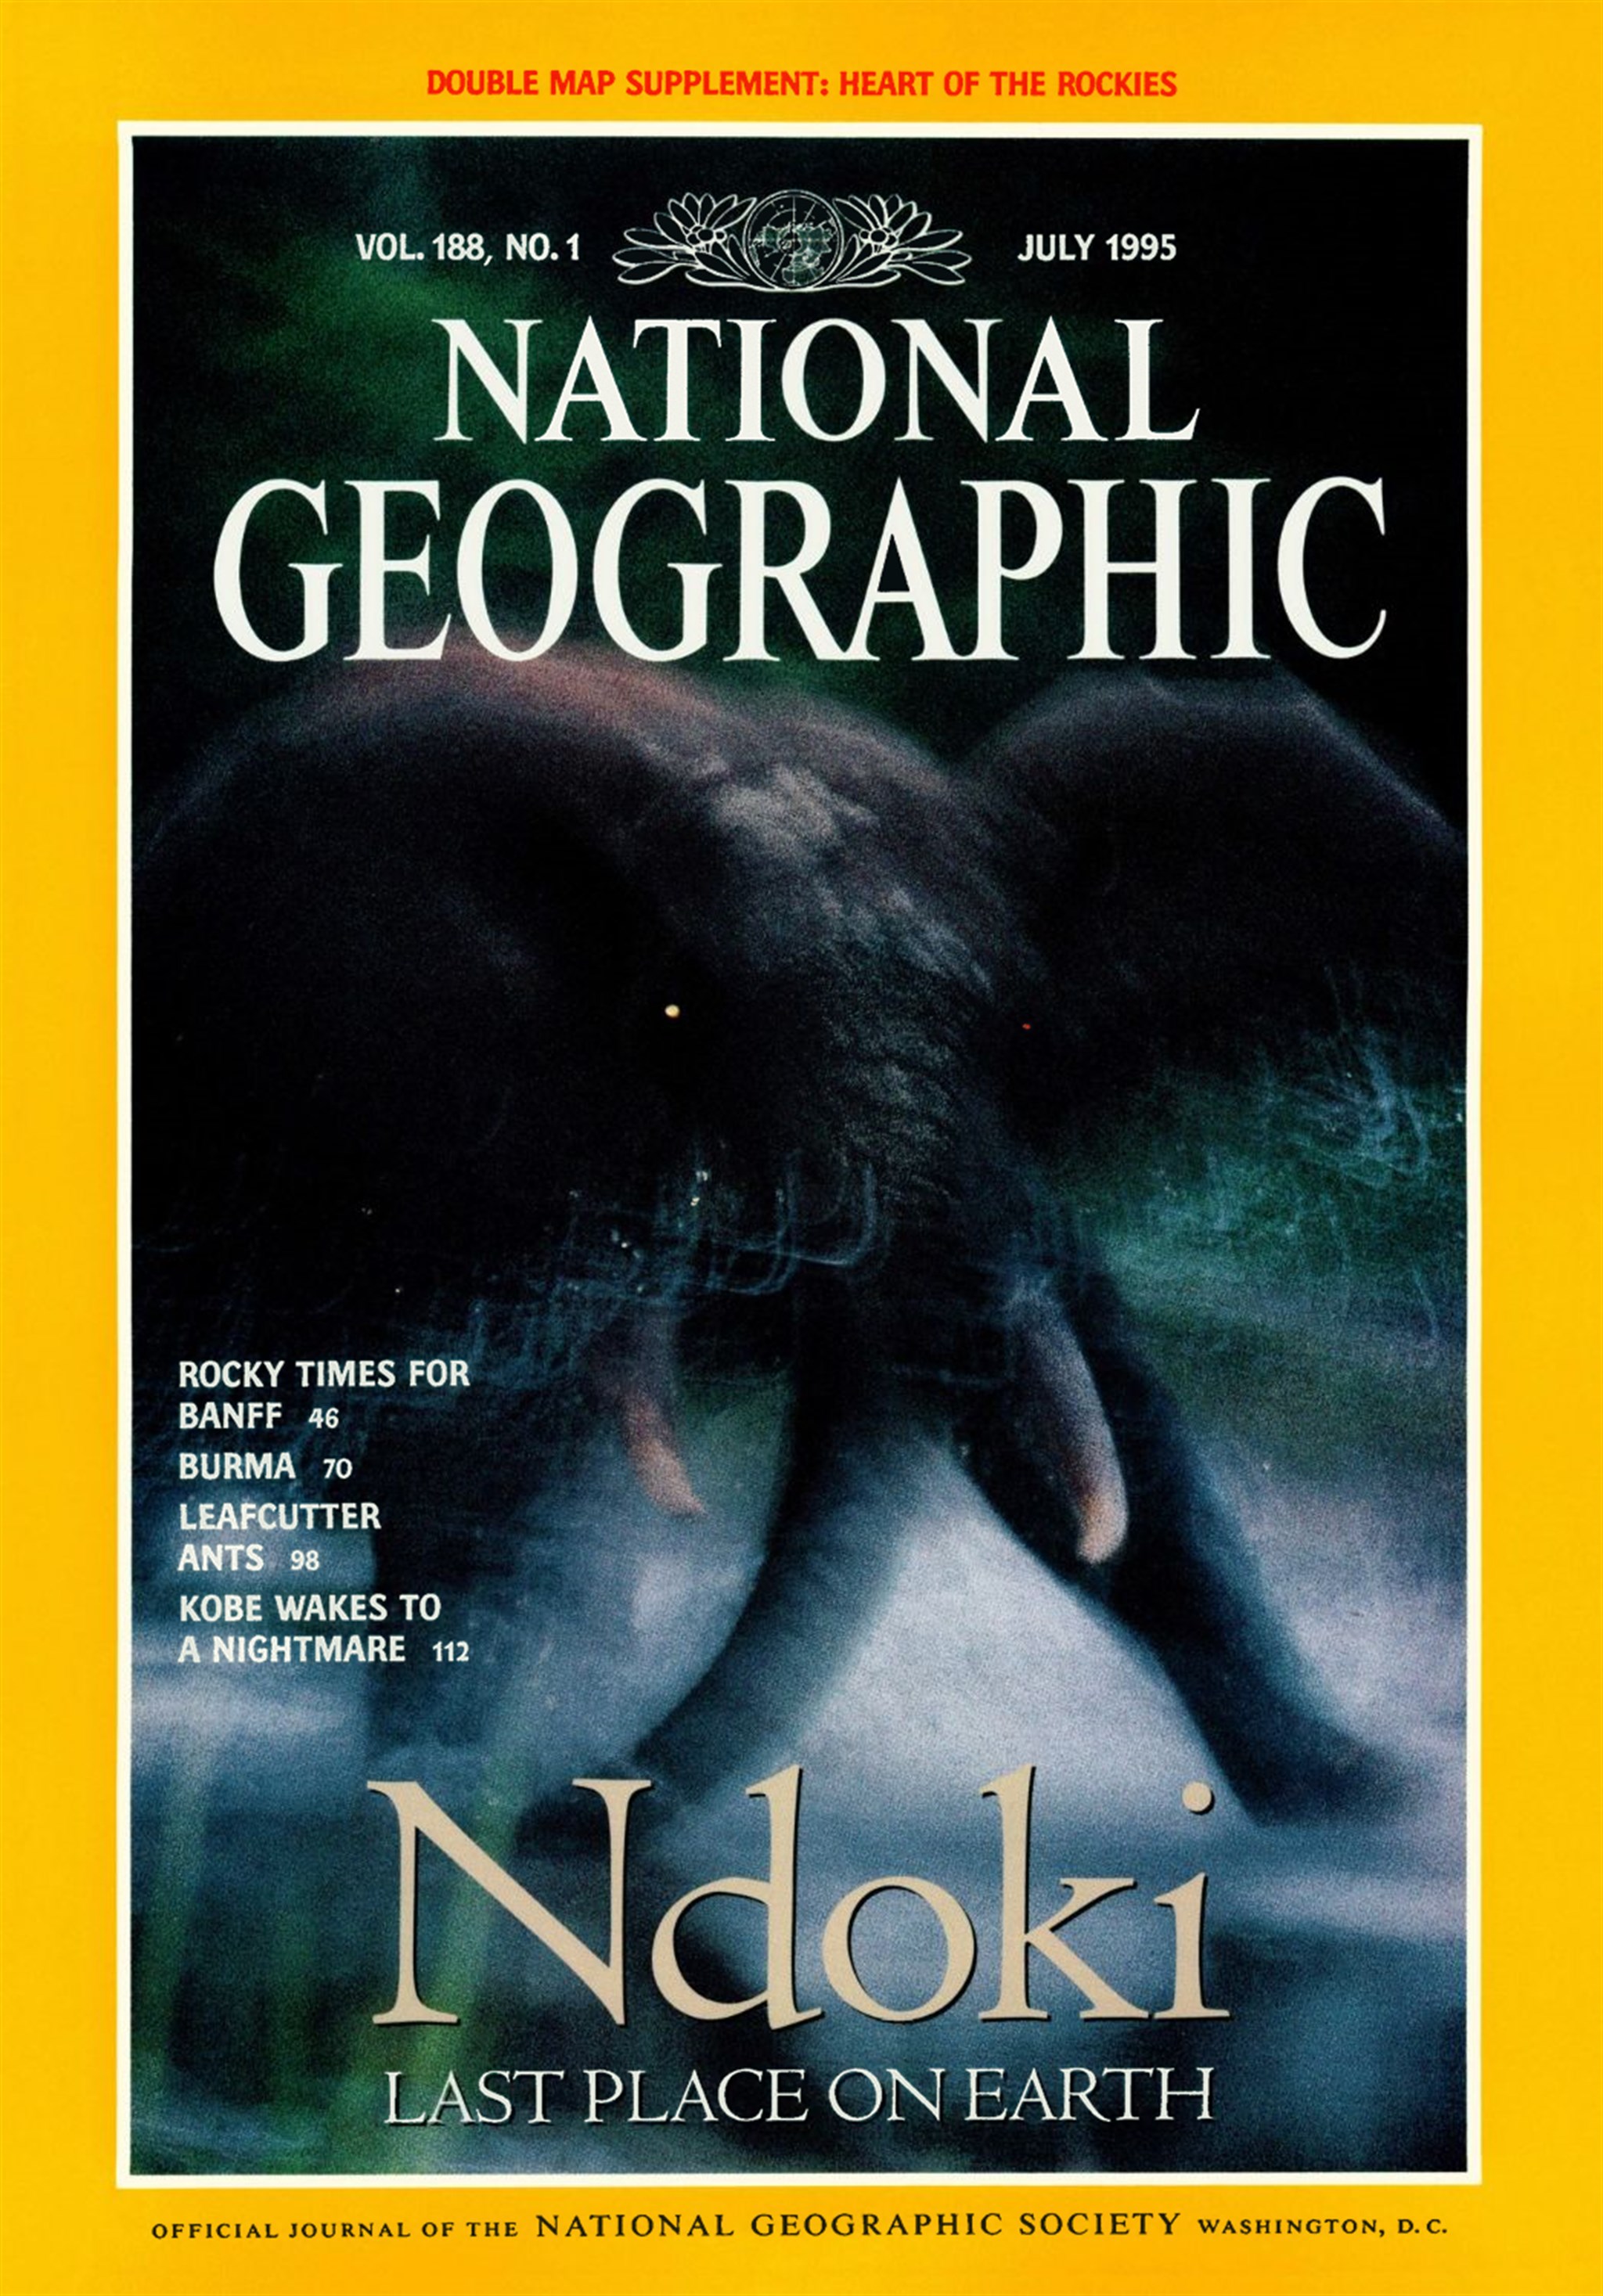 DOUBLE MAP SUPPLEMENT: HEART OF THE ROCKIES
VOL. 188, NO. 1 JULY 1995
NATIONAL
GEOGRAPHIC
ROCKY TIMES FOR
BANFF 46
BURMA 70
LEAFCUTTER
ANTS 98
KOBE WAKES TO
A NIGHTMARE 112
Ndoki
LAST PLACE ON EARTH
OFFICIAL JOURNAL OF THE NATIONAL GEOGRAPHIC SOCIETY WASHINGTON, D.C.